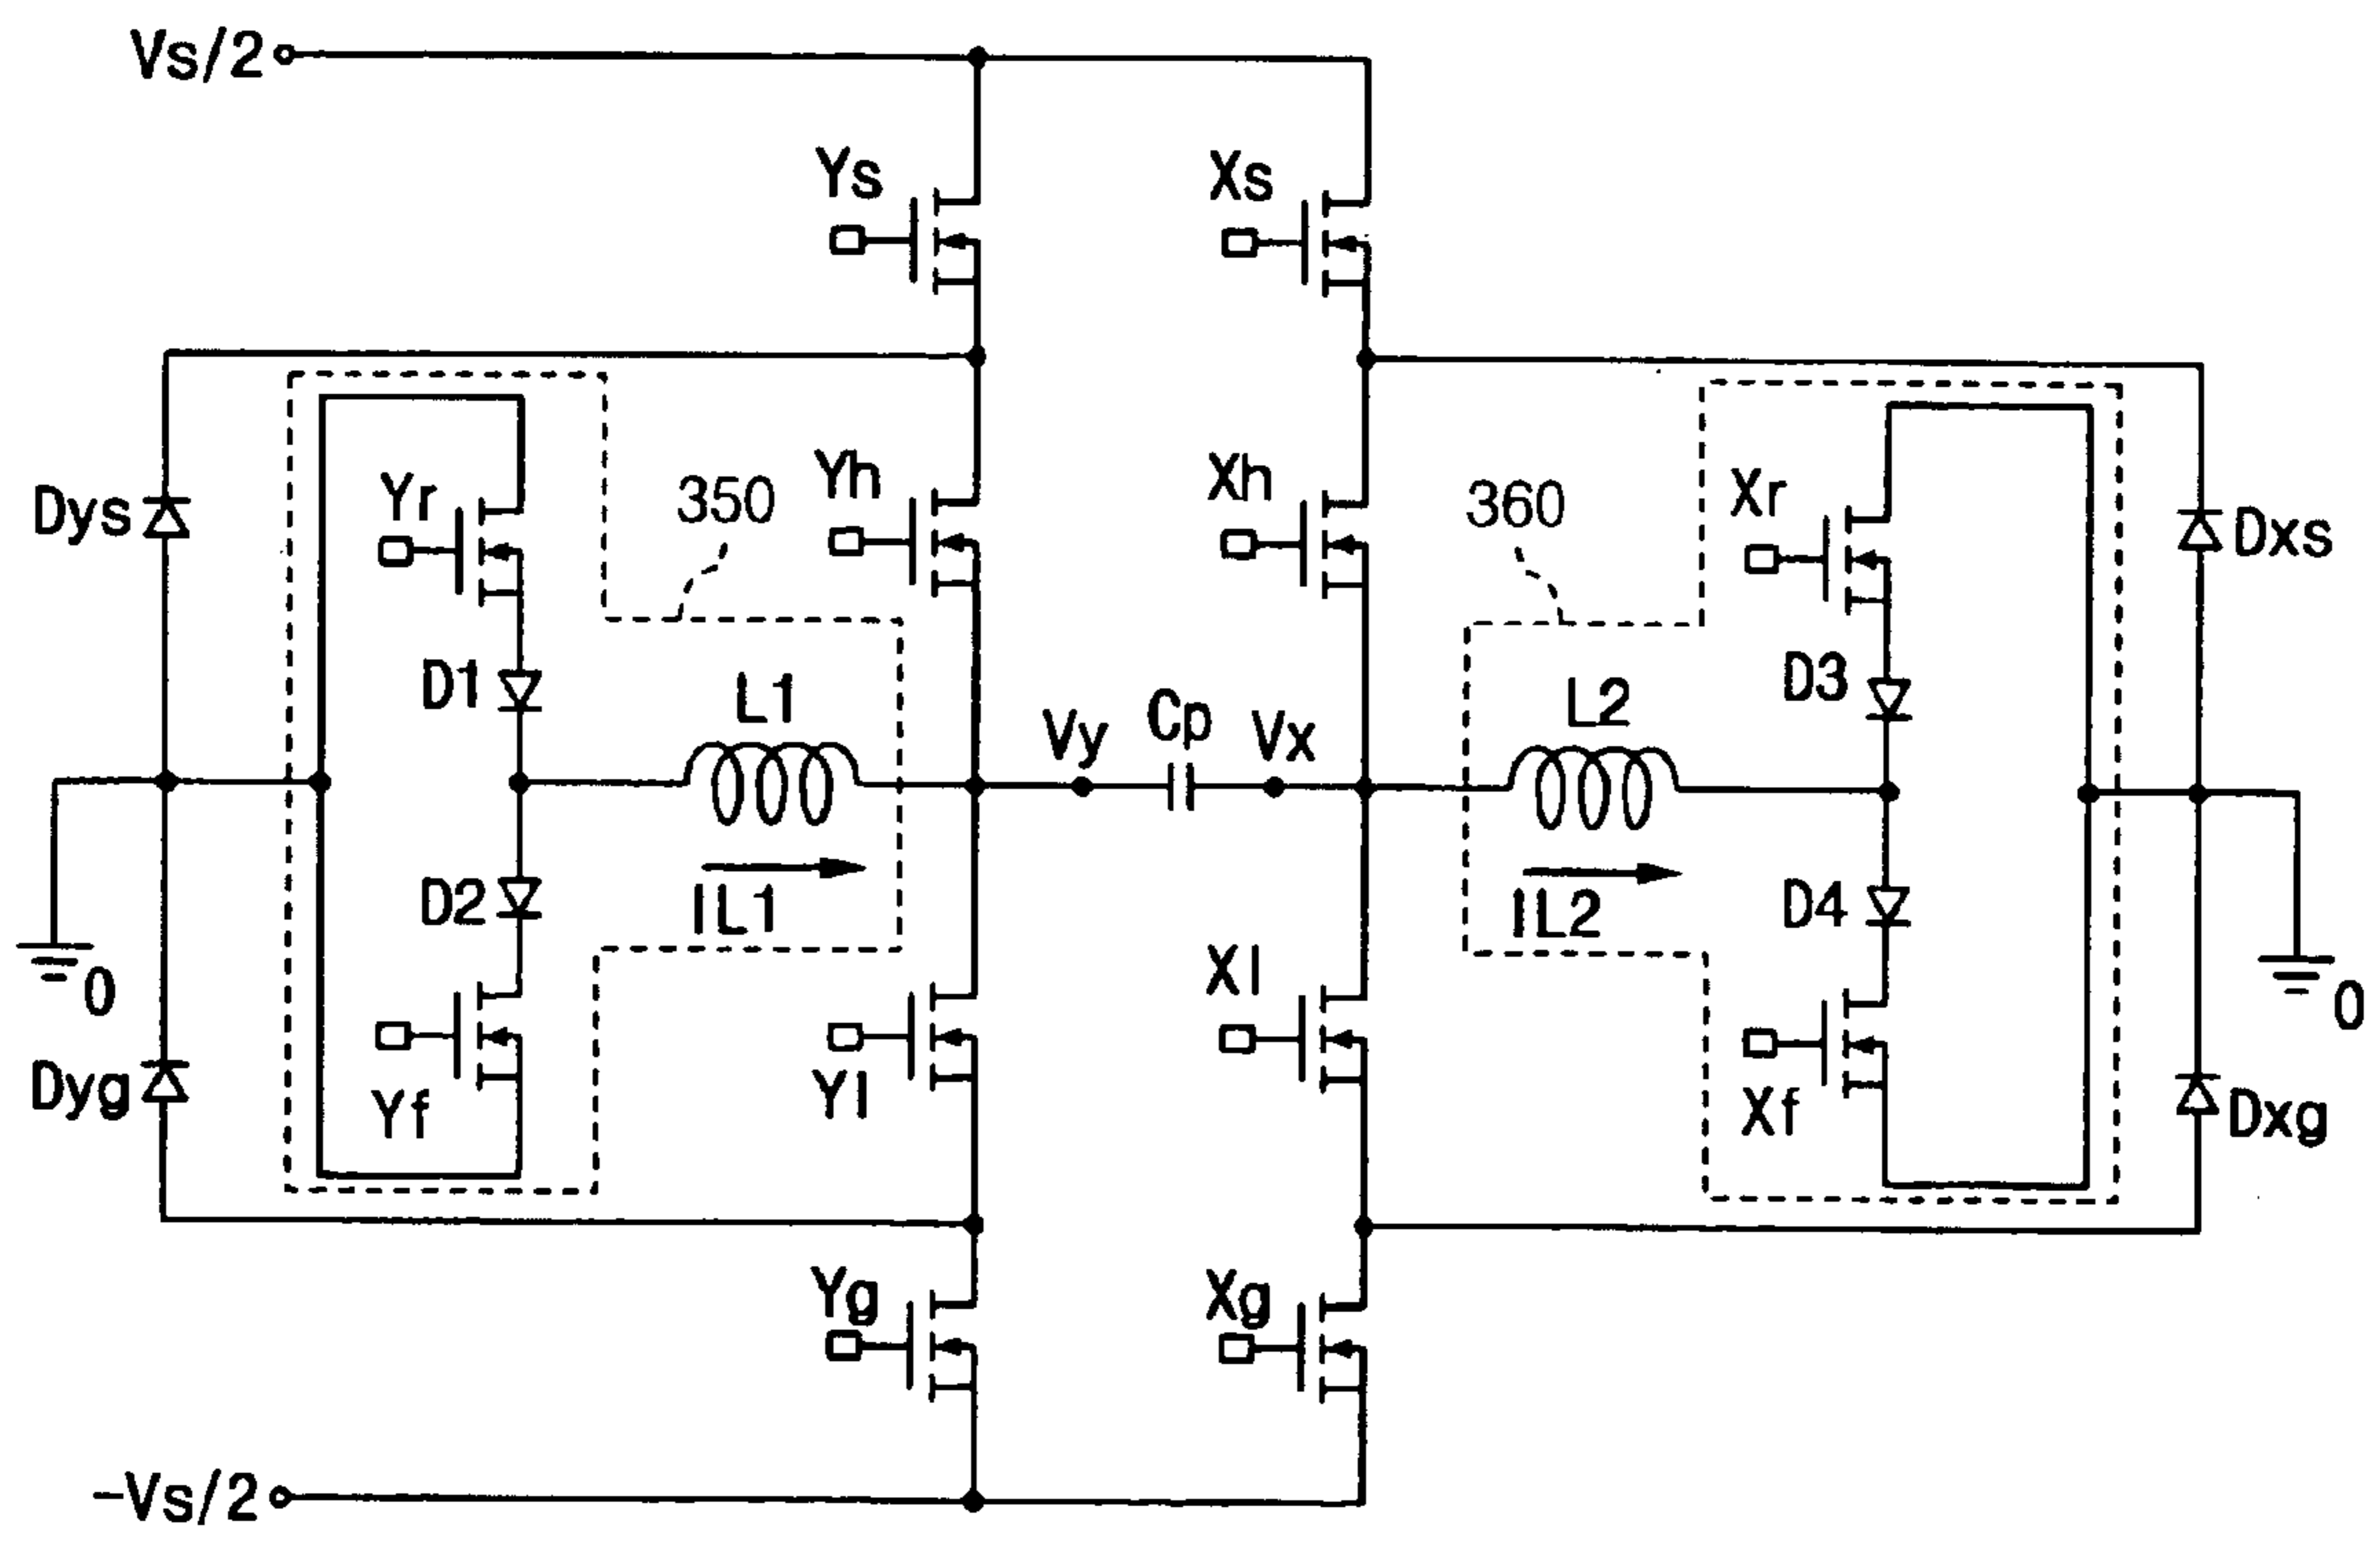 Vs/2
Ys
Xs
Yh
Xh
Yr
350
360
Xr
Dys
Dxs
D1
L1
Vy
Cp
Vx
L2
D3
D2
IL1
IL2
D4
Xl
0
0
Dyg
Yf
Yl
Xf
Dxg
Yg
Xg
-Vs/2